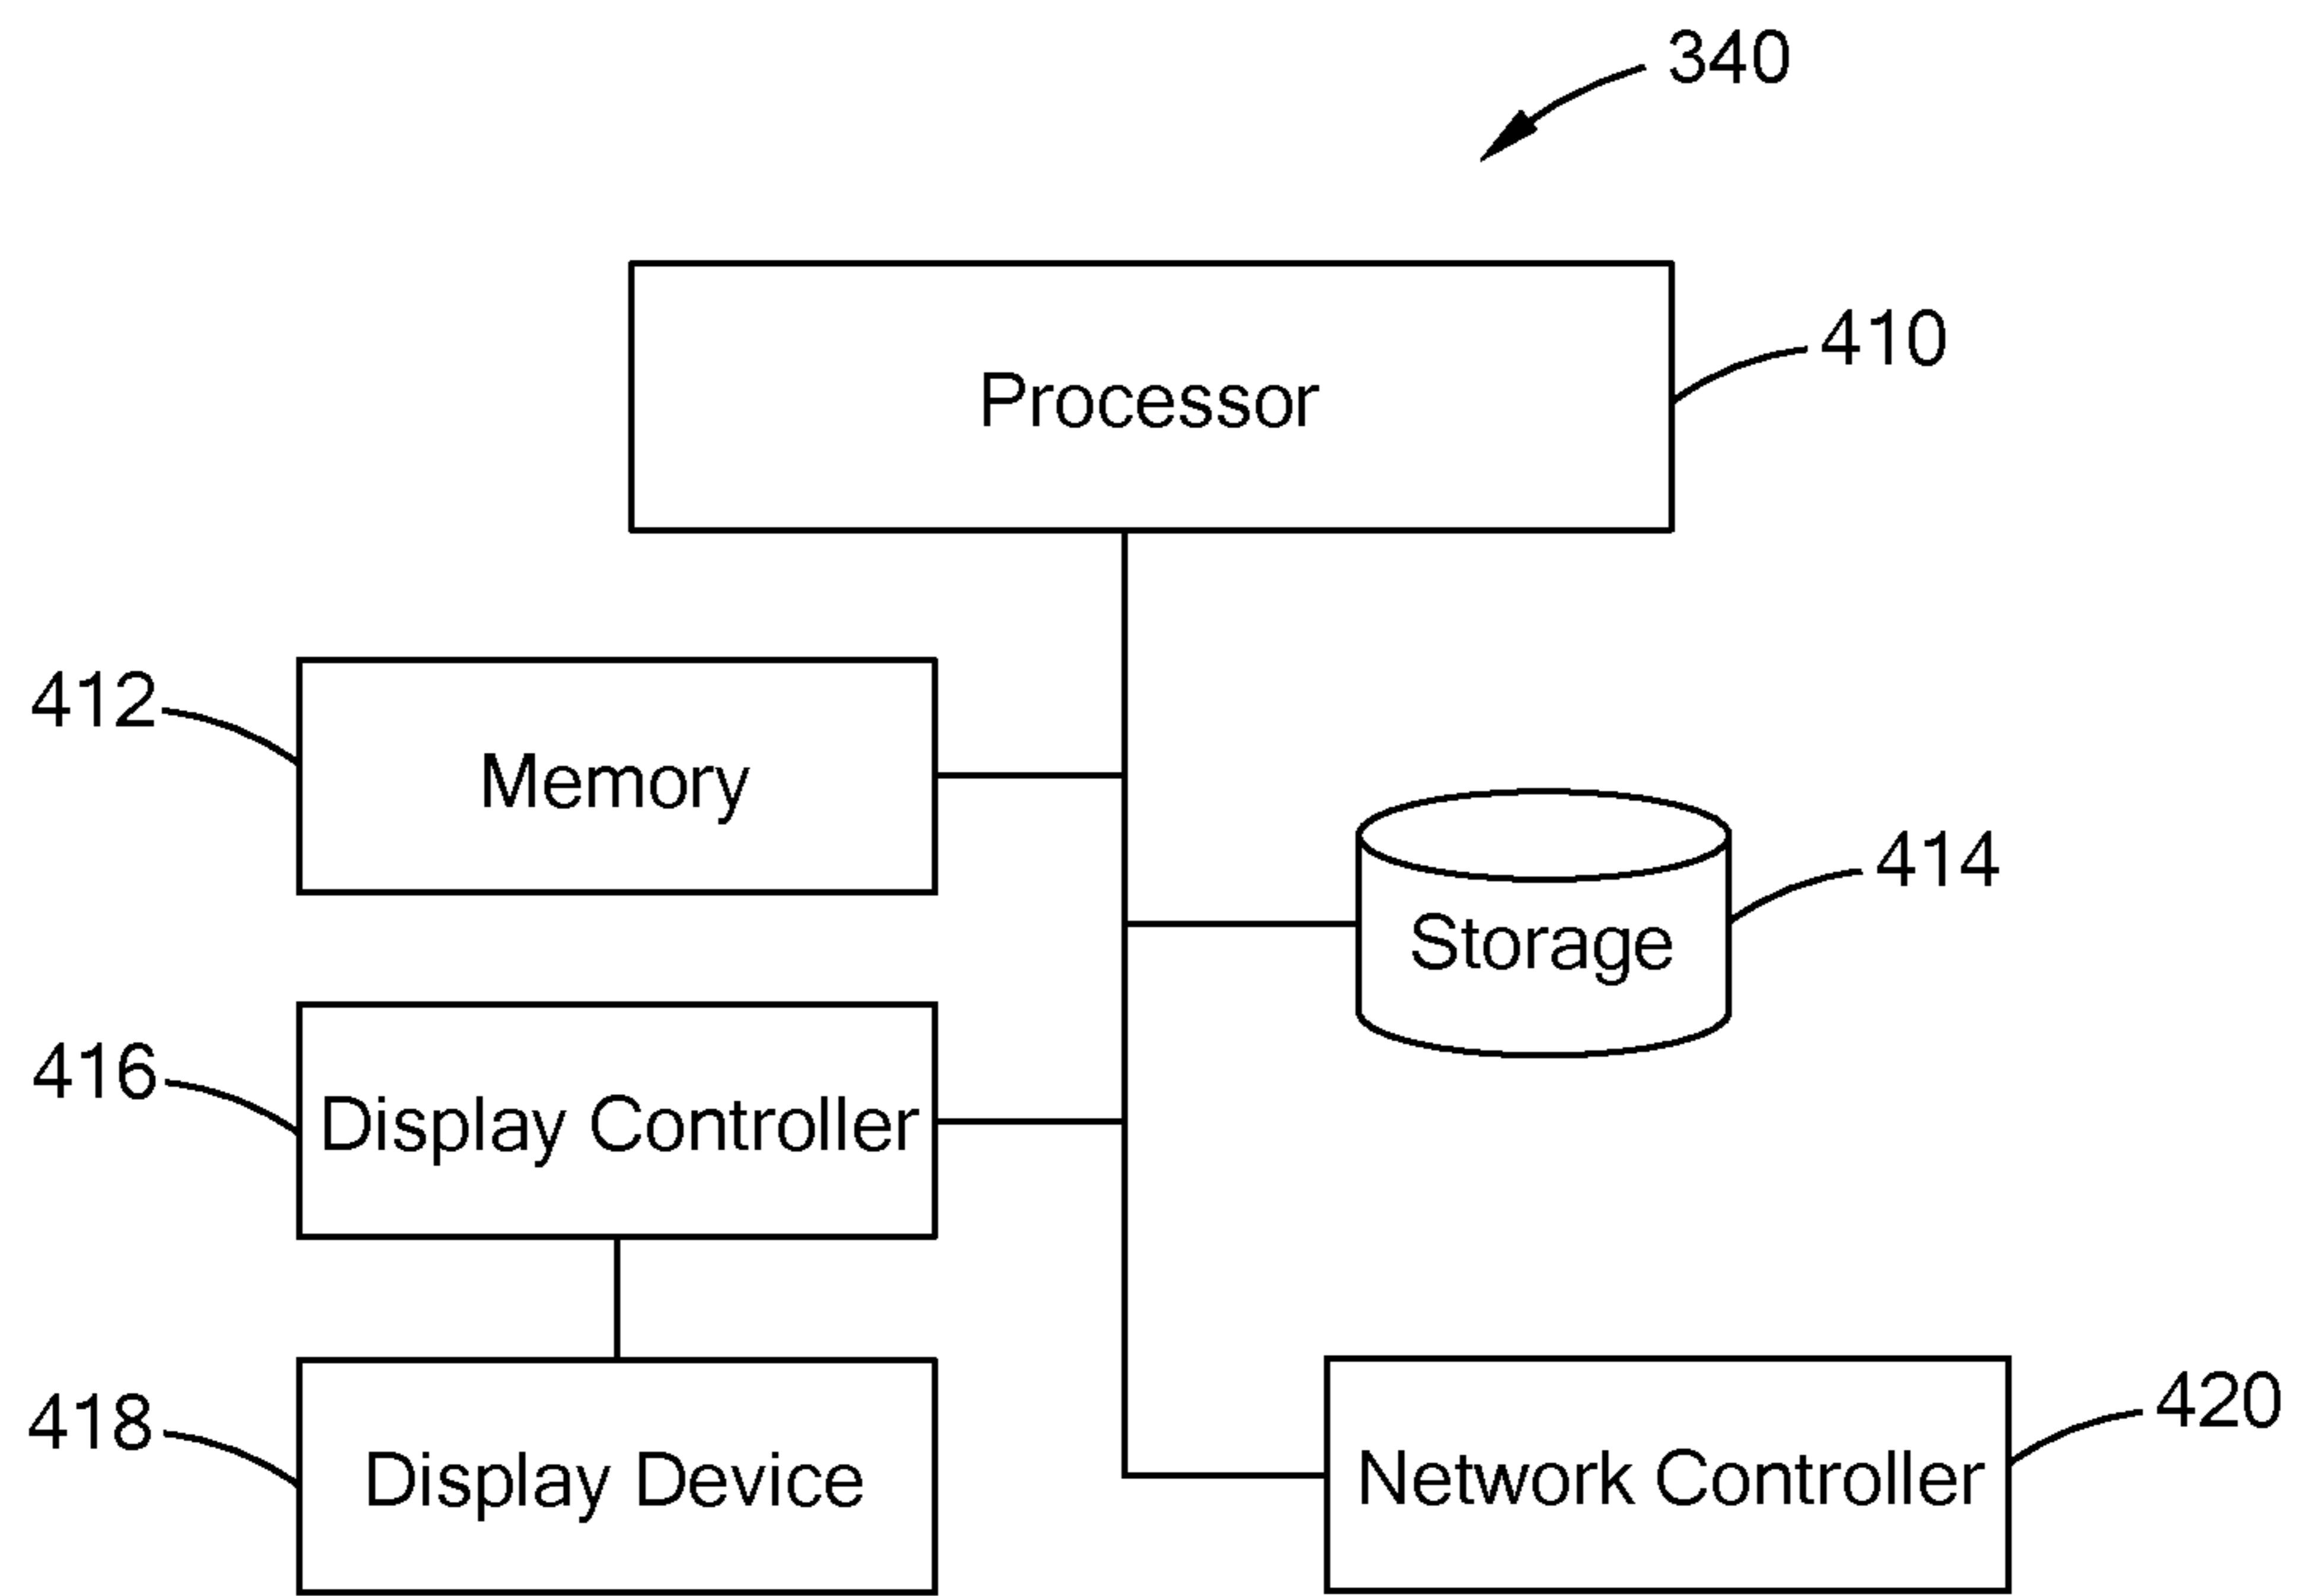 340
Processor
410
412
Memory
Storage
414
416
Display Controller
418
Display Device
Network Controller
420